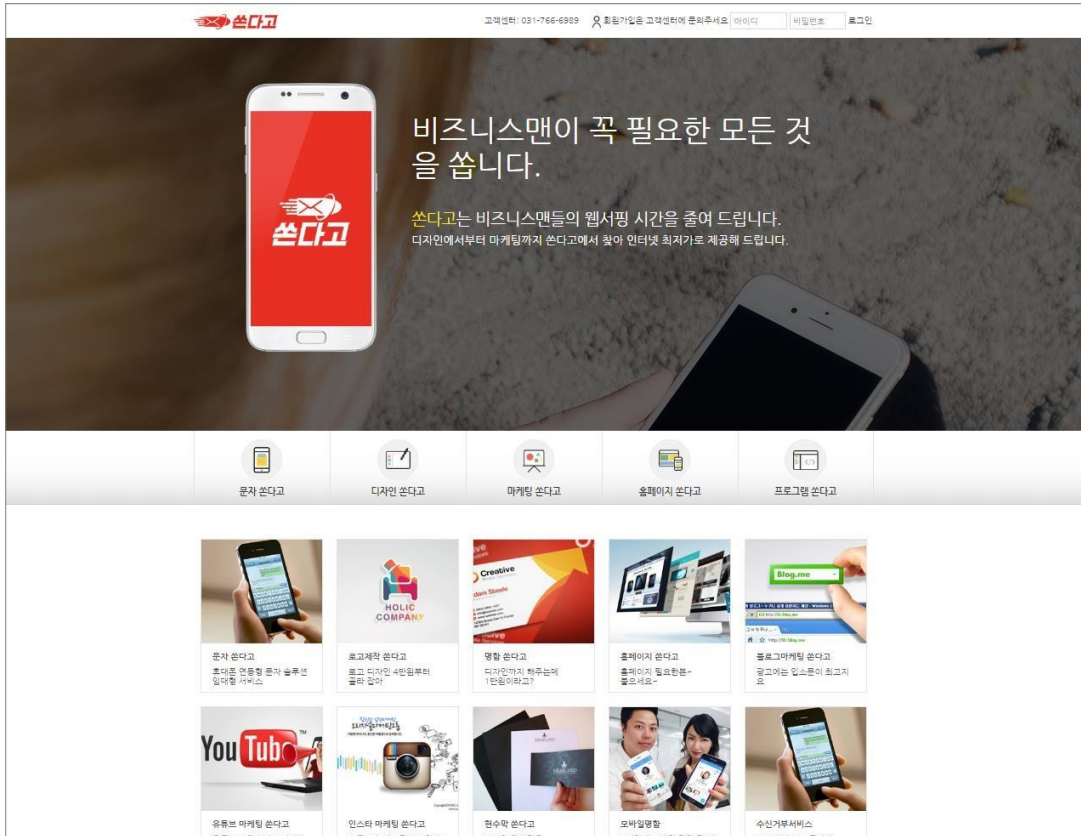 쏜다고
고객센터: 031-766-6989 회원가입은 고객센터에 문의주세요 아이디 비밀번호 로그인
비즈니스맨이 꼭 필요한 모든 것
을 쏩니다.
쏜다고
쏜다고는 비즈니스맨들의 웹서핑 시간을 줄여 드립니다.
디자인에서부터 마케팅까지 쏜다고에서 찾아 인터넷 최저가로 제공해 드립니다.
문자 쏜다고 디자인 쏜다고 마케팅 쏜다고 홈페이지 쏜다고 프로그램 쏜다고
HOLIC
COMPANY
Creative
Blog.me
문자 쏜다고
휴대폰 연동형 문자 솔루션
임대형 서비스
로고제작 쏜다고
로고 디자인 4만원부터
골라 잡아
명함 쏜다고
디자인까지 해주는데
1만원이라고?
홈페이지 쏜다고
홈페이지 필요한분~
붙으세요~
블로그마케팅 쏜다고
광고에는 입소문이 최고지
요
YouTube
TM
유튜브 마케팅 쏜다고
인스타 마케팅 쏜다고
현수막 쏜다고
모바일명함
수신거부서비스